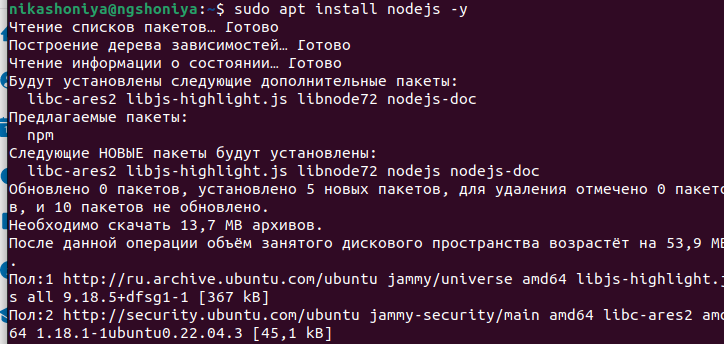 nikashoniya@ngshoniya:~$ sudo apt install nodejs -y
Чтение списков пакетов… Готово
Построение дерева зависимостей… Готово
Чтение информации о состоянии… Готово
Будут установлены следующие дополнительные пакеты:
  libc-ares2 libjs-highlight.js libnode72 nodejs-doc
Предлагаемые пакеты:
  npm
Следующие НОВЫЕ пакеты будут установлены:
  libc-ares2 libjs-highlight.js libnode72 nodejs nodejs-doc
Обновлено 0 пакетов, установлено 5 новых пакетов, для удаления отмечено 0 пакето
в, и 10 пакетов не обновлено.
Необходимо скачать 13,7 MB архивов.
После данной операции объём занятого дискового пространства возрастёт на 53,9 MB
.
Пол:1 http://ru.archive.ubuntu.com/ubuntu jammy/universe amd64 libjs-highlight.j
s all 9.18.5+dfsg1-1 [367 kB]
Пол:2 http://security.ubuntu.com/ubuntu jammy-security/main amd64 libc-ares2 amd
64 1.18.1-1ubuntu0.22.04.3 [45,1 kB]